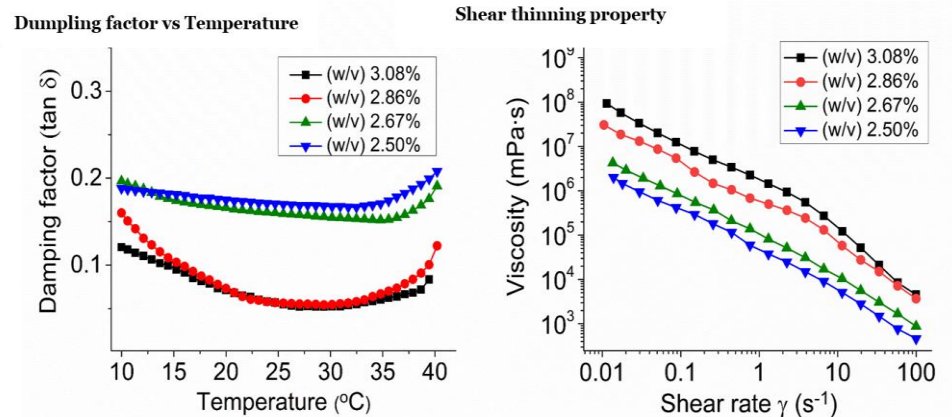 Dumpling factor vs Temperature
Damping factor (tan δ)
0.3
0.2
0.1
(w/v) 3.08%
(w/v) 2.86%
(w/v) 2.67%
(w/v) 2.50%
10 15 20 25 30 35 40
Temperature (ºC)
Shear thinning property
Viscosity (mPa·s)
10⁹
10⁸
10⁷
10⁶
10⁵
10⁴
10³
(w/v) 3.08%
(w/v) 2.86%
(w/v) 2.67%
(w/v) 2.50%
0.01 0.1 1 10 100
Shear rate γ (s⁻¹)